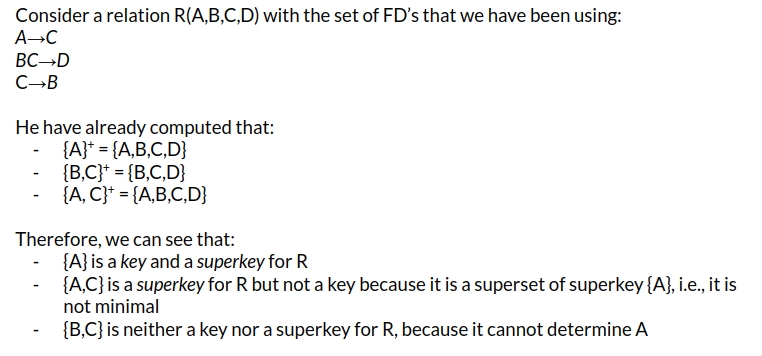 Consider a relation R(A,B,C,D) with the set of FD's that we have been using:
A→C
BC→D
C→B
He have already computed that:
- {A}⁺ = {A,B,C,D}
- {B,C}⁺ = {B,C,D}
- {A, C}⁺ = {A,B,C,D}
Therefore, we can see that:
- {A} is a key and a superkey for R
- {A,C} is a superkey for R but not a key because it is a superset of superkey {A}, i.e., it is
not minimal
- {B,C} is neither a key nor a superkey for R, because it cannot determine A